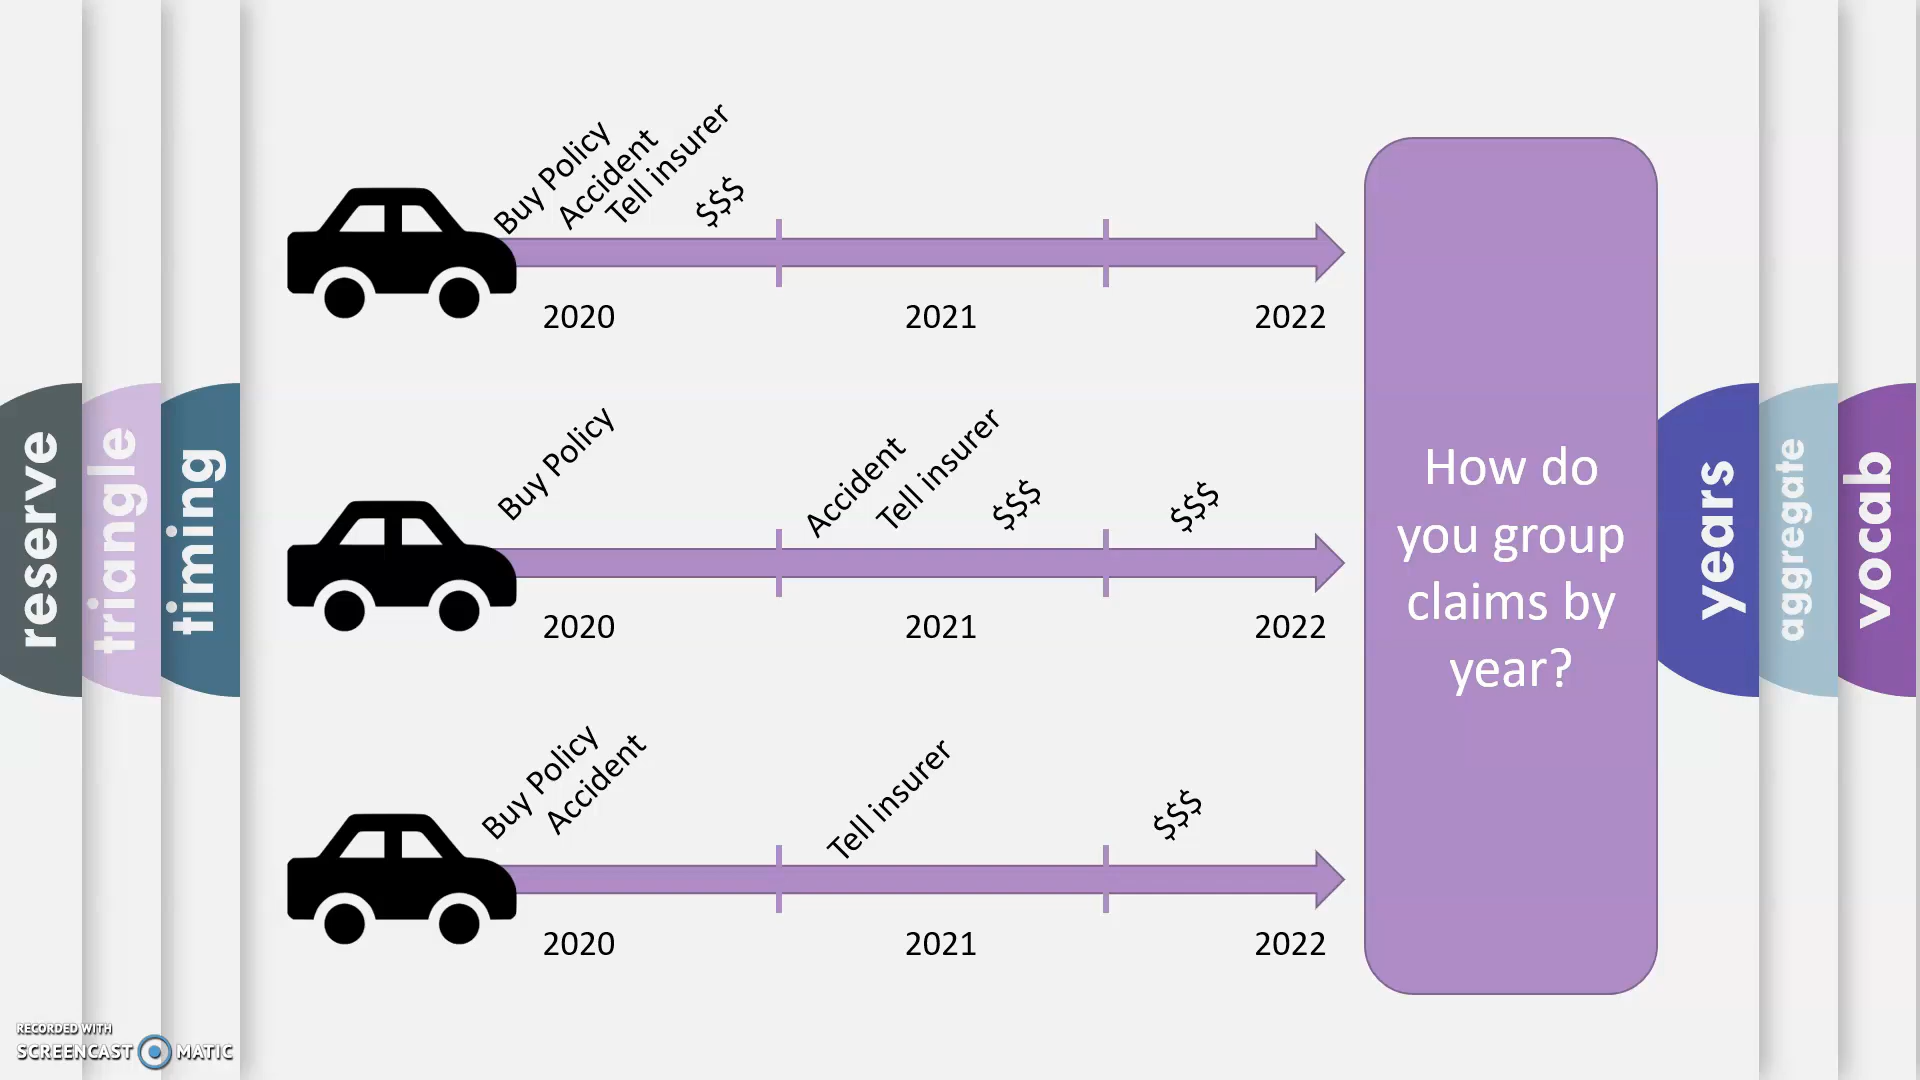 reserve
triangle
timing
Buy Policy
Accident
Tell insurer
$$$
2020
2021
2022
Buy Policy
Accident
Tell insurer
$$$
$$$
2020
2021
2022
Buy Policy
Accident
Tell insurer
$$$
2020
2021
2022
How do
you group
claims by
year?
years
aggregate
vocab
RECORDED WITH
SCREENCAST MATIC